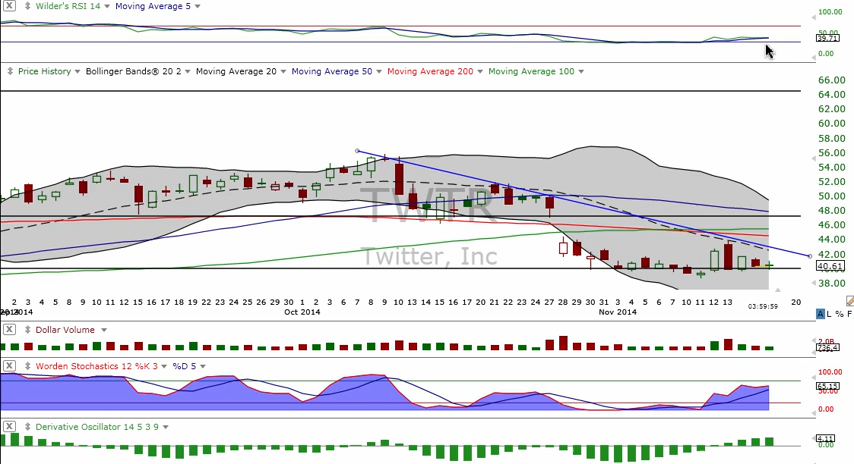 X Wilder's RSI 14 Moving Average 5
100.00
50.00
39.71
0.00
Price History Bollinger Bands® 20 2 Moving Average 20 Moving Average 50 Moving Average 200 Moving Average 100
66.00
64.00
62.00
60.00
58.00
56.00
54.00
52.00
50.00
48.00
46.00
44.00
42.00
40.61
38.00
TWTR
Twitter, Inc
2 3 4 5 8 9 10 11 12 15 16 17 18 19 22 23 24 25 26 29 30 1 2 3 6 7 8 9 10 13 14 15 16 17 20 21 22 23 24 27 28 29 30 31 3 4 5 6 7 10 11 12 13 20
2014 Oct 2014 Nov 2014 03:59:59
A L % F
X Dollar Volume
2.0B
736.4
X Worden Stochastics 12 %K 3 %D 5
100.00
65.15
50.00
0.00
X Derivative Oscillator 14 5 3 9
4.11
0.00